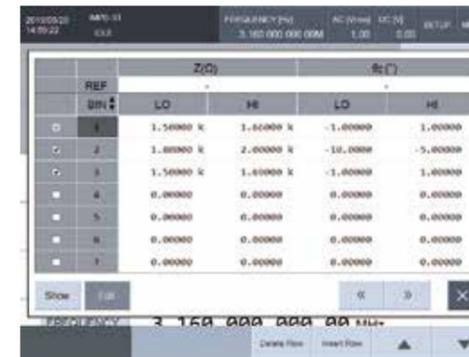 FREQUENCY [Hz] AC [Vrms] DC [V]
IDLE 3.160 000 000 00M 1.00 0.00 SETUP
Z(Ω) θz(°)
REF
BIN LO HI LO HI
1 1.50000 k 1.60000 k -1.00000 1.00000
2 1.80000 k 2.00000 k -10.0000 -5.00000
3 1.50000 k 1.60000 k -1.00000 1.00000
4 0.00000 0.00000 0.00000 0.00000
5 0.00000 0.00000 0.00000 0.00000
6 0.00000 0.00000 0.00000 0.00000
7 0.00000 0.00000 0.00000 0.00000
Show Edit « »
FREQUENCY 3.160 000 000 00 MHz
Delete Row Insert Row